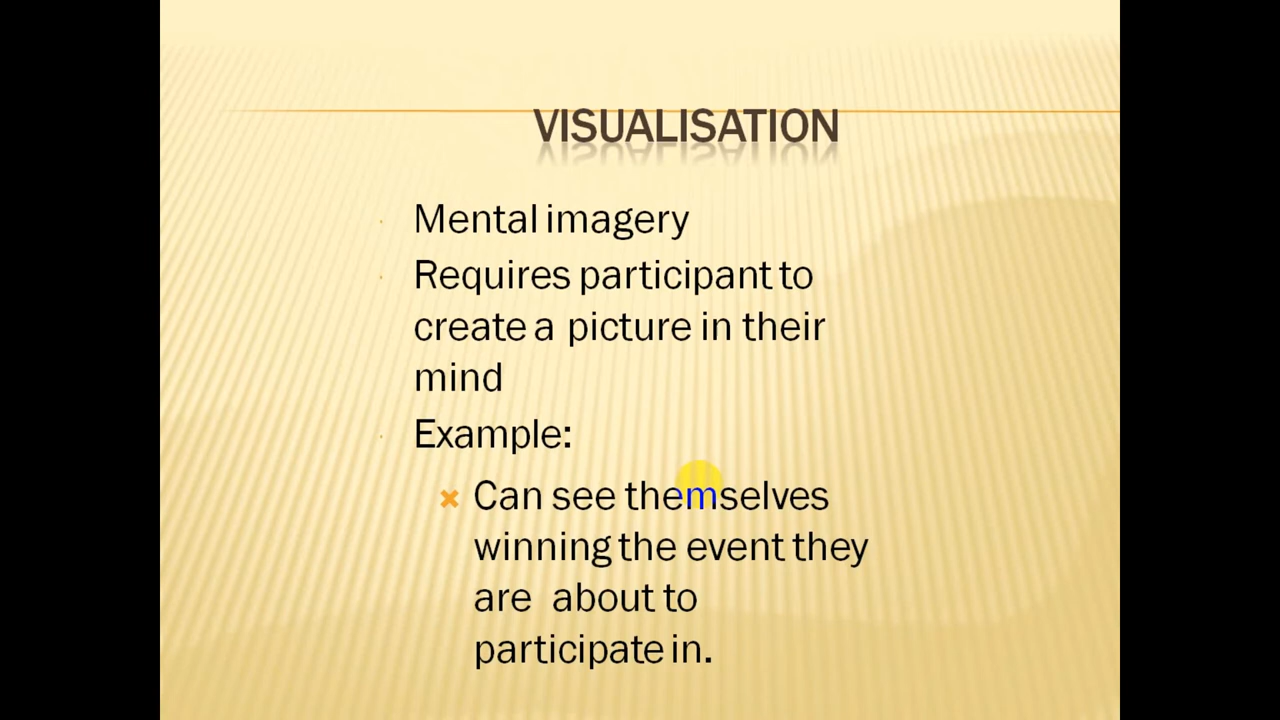 VISUALISATION
Mental imagery
Requires participant to
create a picture in their
mind
Example:
Can see themselves
winning the event they
are about to
participate in.